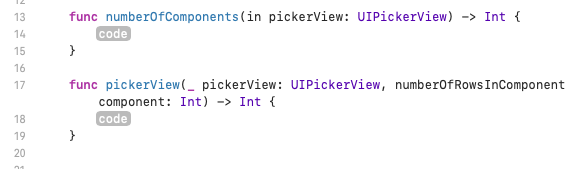 12
13 func numberOfComponents(in pickerView: UIPickerView) -> Int {
14 code
15 }
16
17 func pickerView(_ pickerView: UIPickerView, numberOfRowsInComponent
component: Int) -> Int {
18 code
19 }
20
21